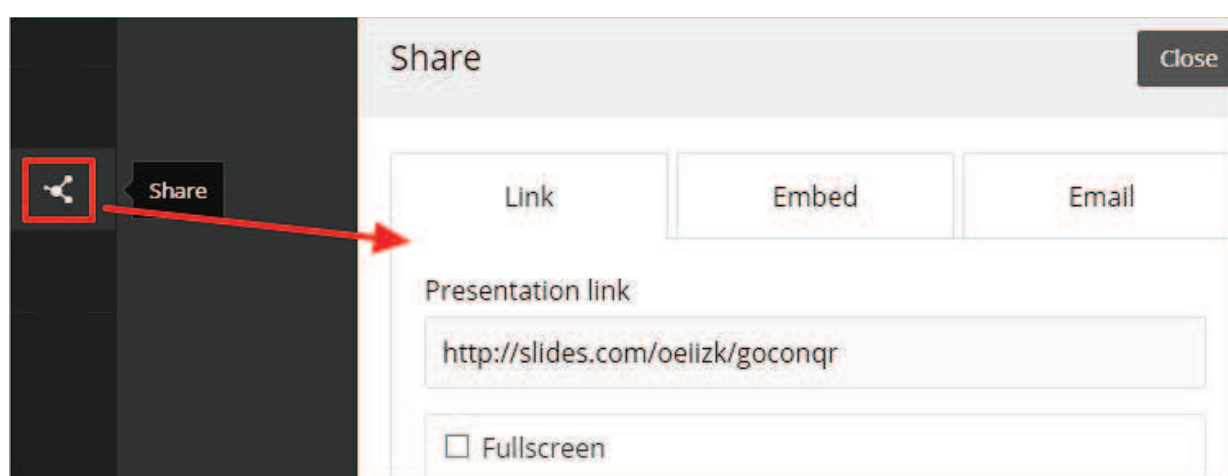 Share
Close
Share
Link Embed Email
Presentation link
http://slides.com/oeiizk/goconqr
Fullscreen